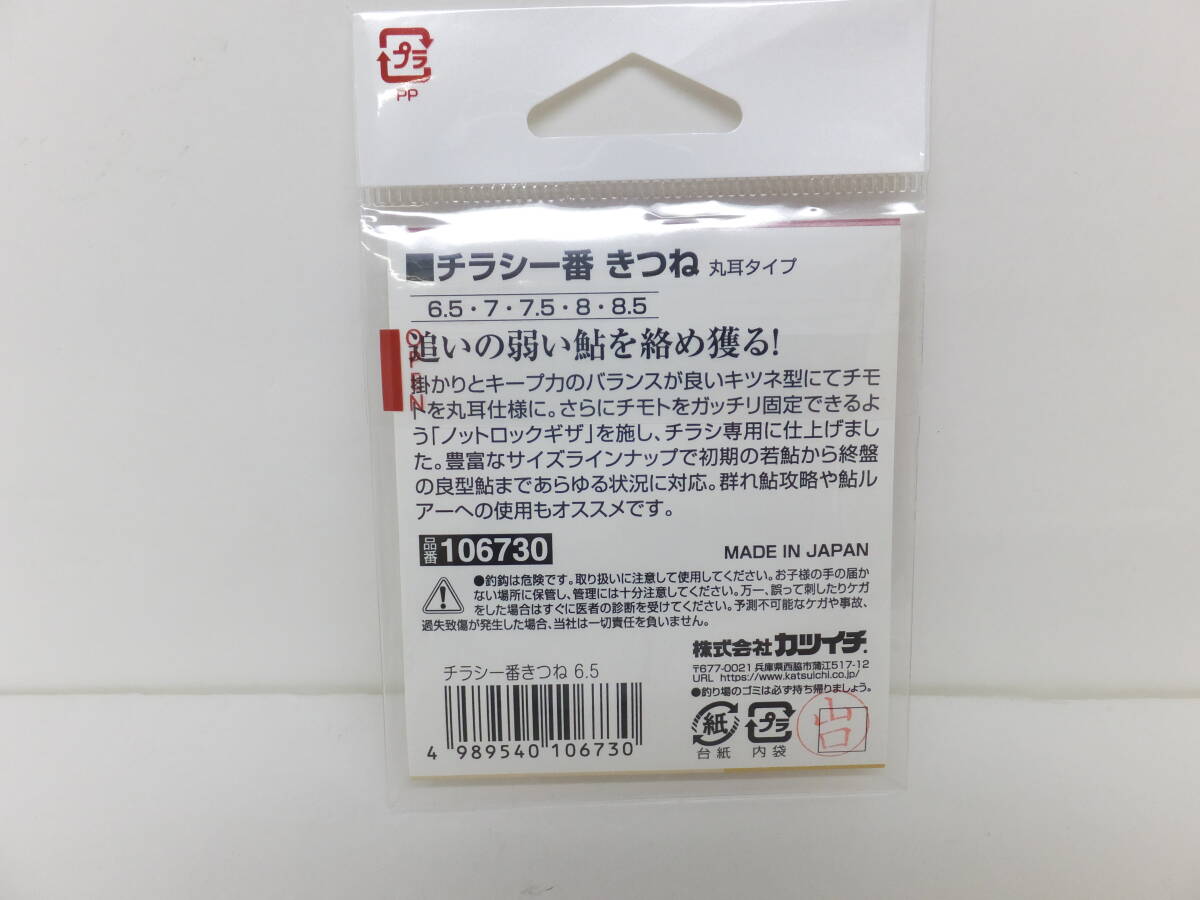 プラ
PP
■チラシ一番 きつね 丸耳タイプ
6.5・7・7.5・8・8.5
OPEN
追いの弱い鮎を絡め獲る!
掛かりとキープ力のバランスが良いキツネ型にてチモ
トを丸耳仕様に。さらにチモトをガッチリ固定できるよ
う「ノットロックギザ」を施し、チラシ専用に仕上げまし
た。豊富なサイズラインナップで初期の若鮎から終盤
の良型鮎まであらゆる状況に対応。群れ鮎攻略や鮎ル
アーへの使用もオススメです。
品番 106730
MADE IN JAPAN
●釣鈎は危険です。取り扱いに注意して使用してください。お子様の手の届か
ない場所に保管し、管理には十分注意してください。万一、誤って刺したりケガ
をした場合はすぐに医者の診断を受けてください。予測不可能なケガや事故、
過失致傷が発生した場合、当社は一切責任を負いません。
株式会社 カツイチ.
〒677-0021 兵庫県西脇市蒲江517-12
URL https://www.katsuichi.co.jp/
●釣り場のゴミは必ず持ち帰りましょう。
チラシ一番きつね 6.5
4 989540 106730
紙
台紙
プラ
内袋
山口